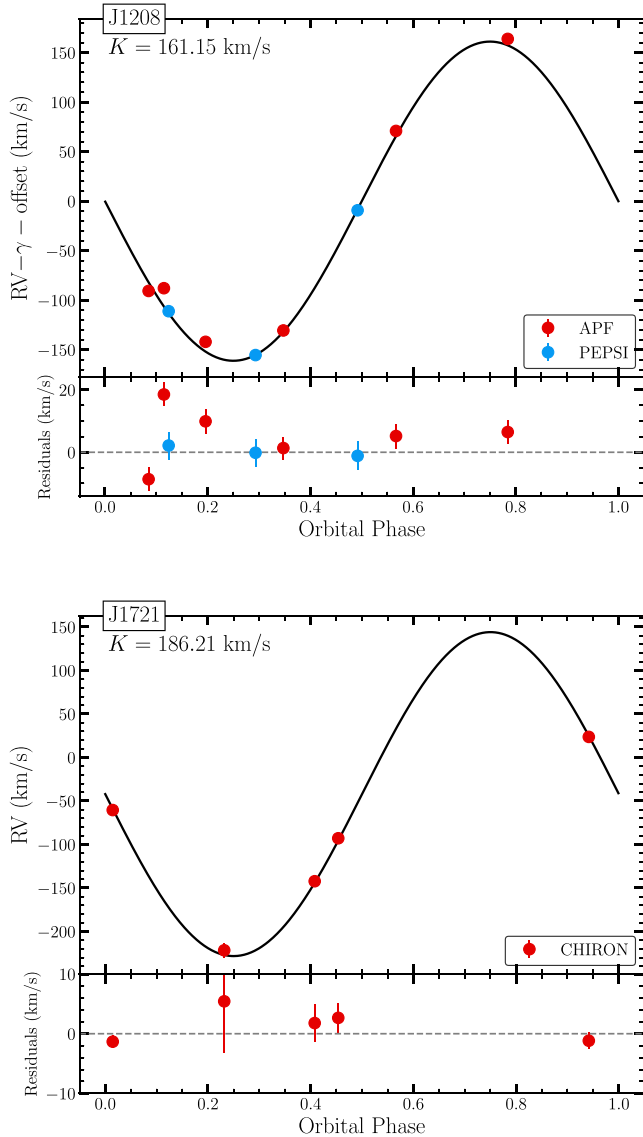 J1208
K = 161.15 km/s
RV−γ − offset (km/s)
150
100
50
0
−50
−100
−150
APF
PEPSI
Residuals (km/s)
20
0
0.0 0.2 0.4 0.6 0.8 1.0
Orbital Phase
J1721
K = 186.21 km/s
RV (km/s)
150
100
50
0
−50
−100
−150
−200
CHIRON
Residuals (km/s)
10
0
−10
0.0 0.2 0.4 0.6 0.8 1.0
Orbital Phase